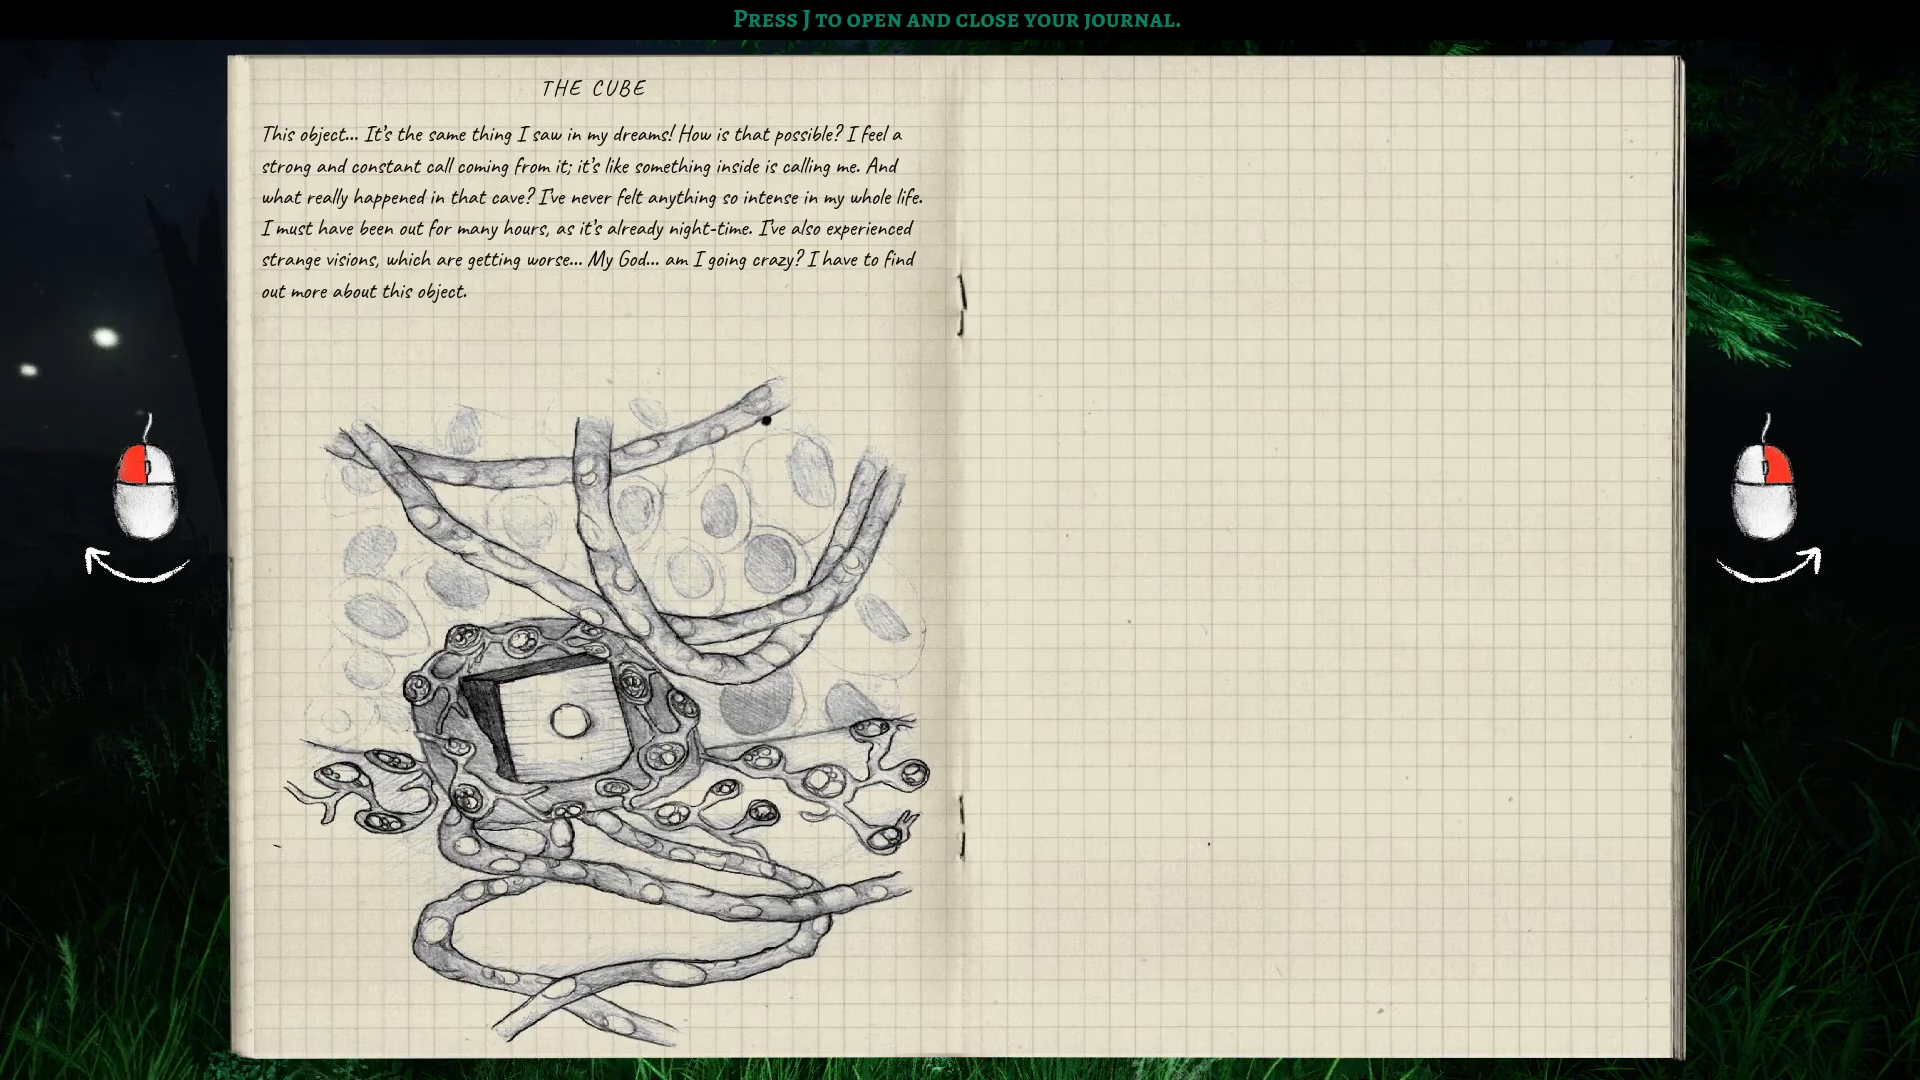 Press J to open and close your journal.
THE CUBE
This object... It's the same thing I saw in my dreams! How is that possible? I feel a
strong and constant call coming from it; it's like something inside is calling me. And
what really happened in that cave? I've never felt anything so intense in my whole life.
I must have been out for many hours, as it's already night-time. I've also experienced
strange visions, which are getting worse... My God... am I going crazy? I have to find
out more about this object.